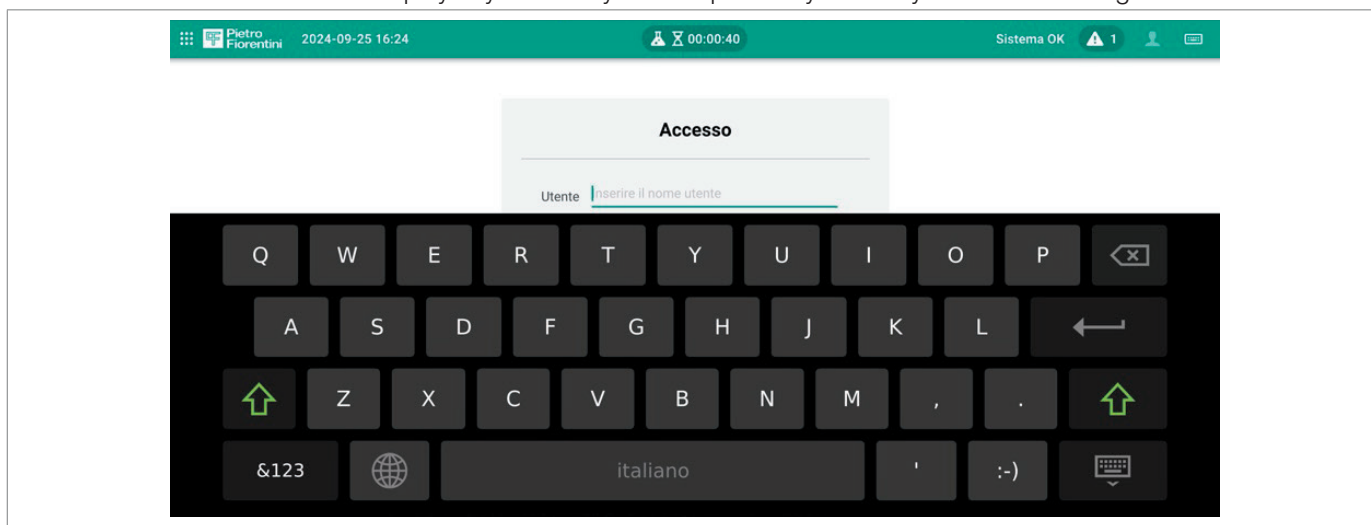 Pietro
Fiorentini 2024-09-25 16:24 00:00:40 Sistema OK 1
Accesso
Utente Inserire il nome utente
Q W E R T Y U I O P
A S D F G H J K L
Z X C V B N M , .
&123 italiano ' :-)